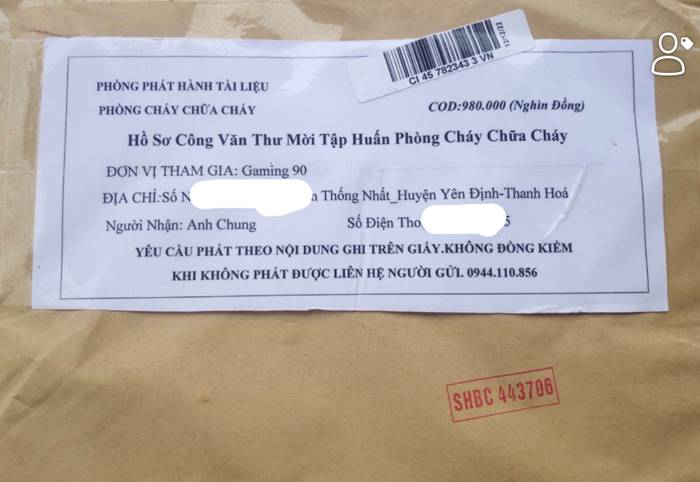 12/1/22
CI 45 782343 3 VN
PHÒNG PHÁT HÀNH TÀI LIỆU
PHÒNG CHÁY CHỮA CHÁY
COD:980.000 (Nghìn Đồng)
Hồ Sơ Công Văn Thư Mời Tập Huấn Phòng Cháy Chữa Cháy
ĐƠN VỊ THAM GIA: Gaming 90
ĐỊA CHỈ:Số Thống Nhất_Huyện Yên Định-Thanh Hoá
Người Nhận: Anh Chung Số Điện 5
YÊU CẦU PHÁT THEO NỘI DUNG GHI TRÊN GIẤY.KHÔNG ĐỒNG KIỂM
KHI KHÔNG PHÁT ĐƯỢC LIÊN HỆ NGƯỜI GỬI. 0944.110.856
SHBC 443706